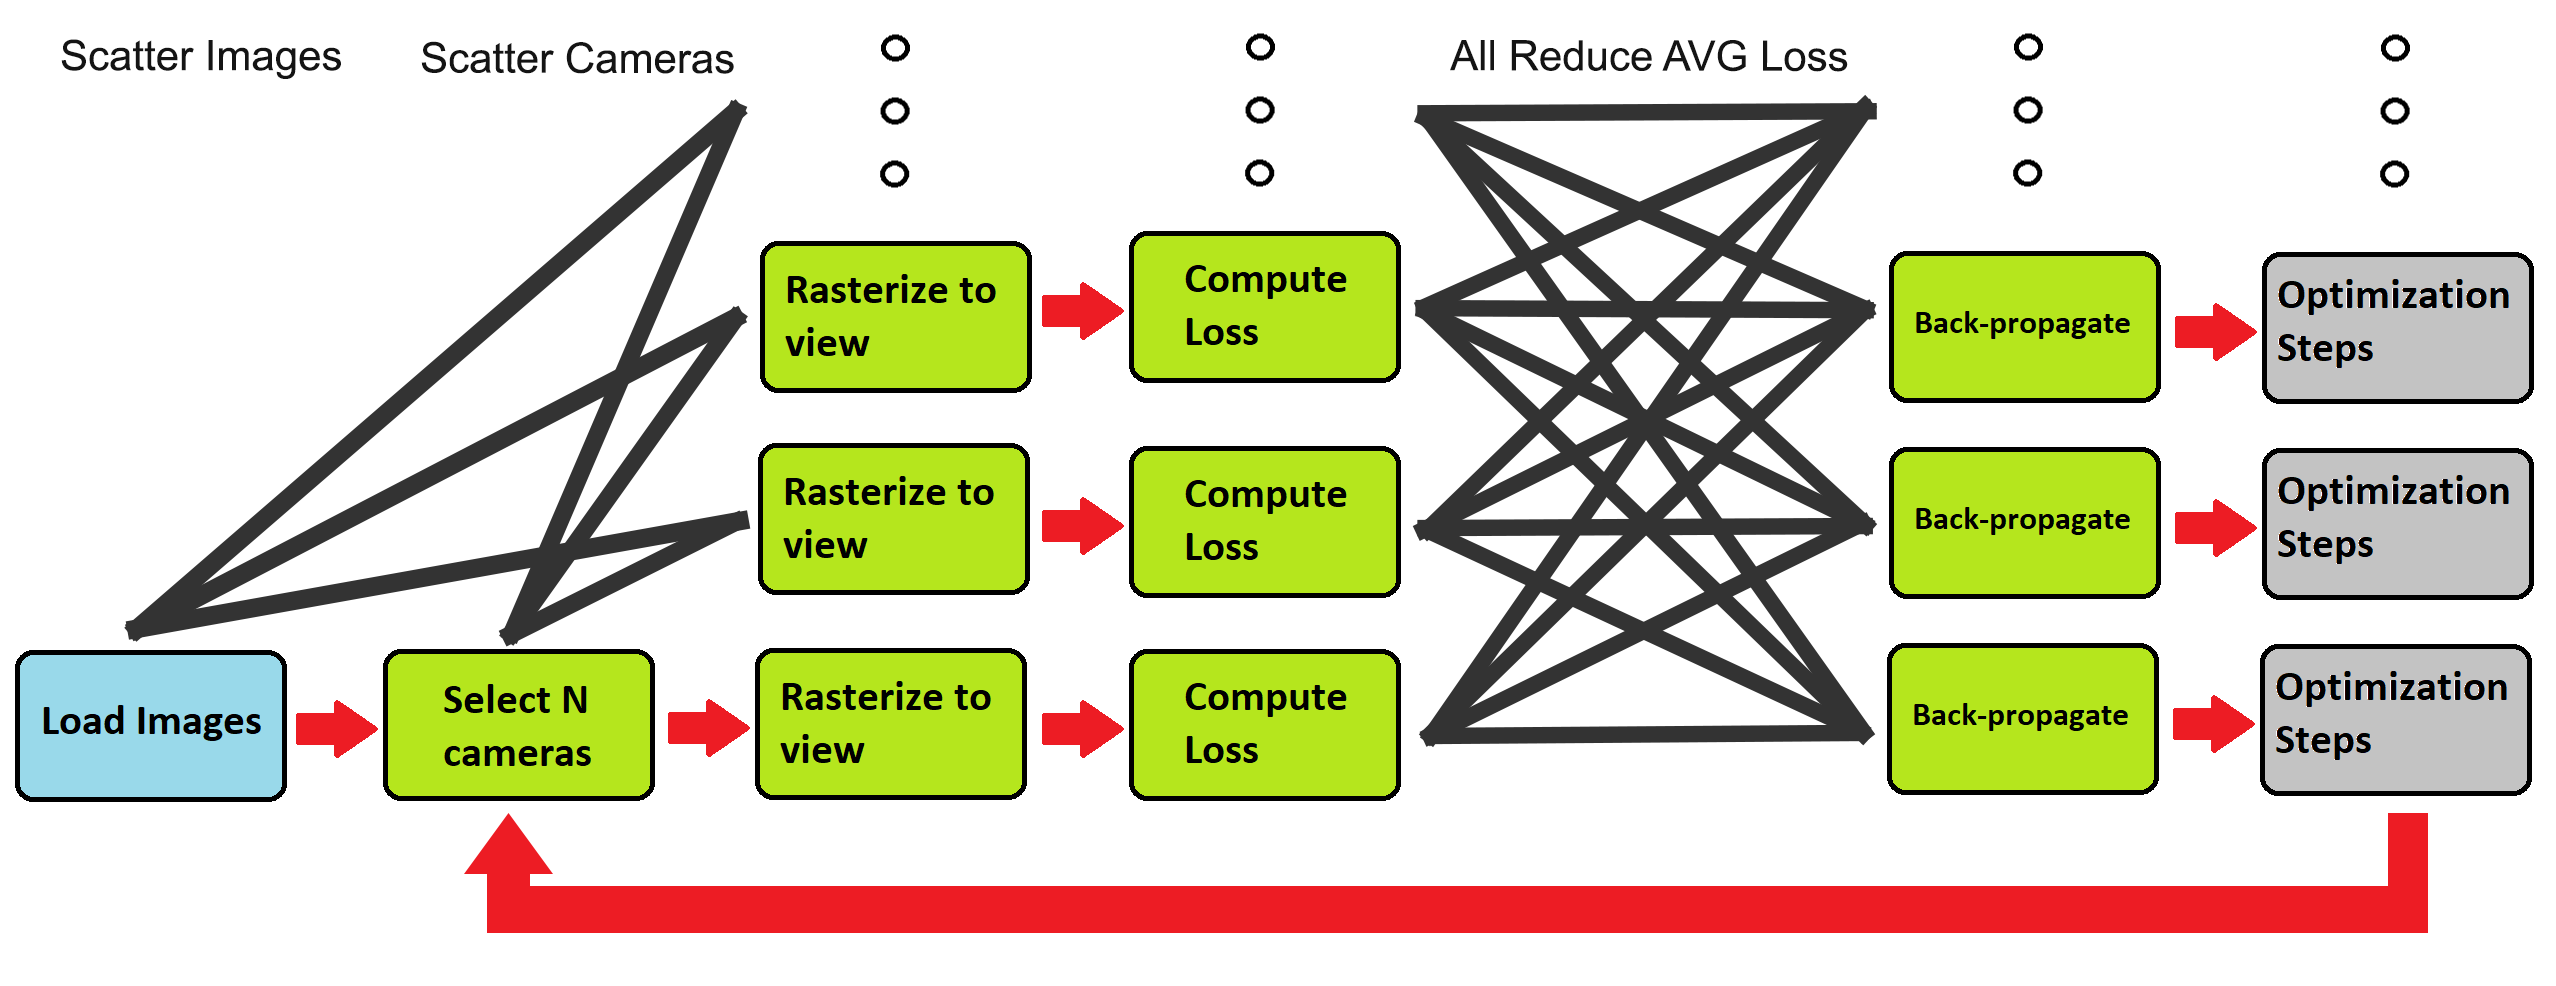 Scatter Images
Scatter Cameras
All Reduce AVG Loss
Rasterize to
view
Compute
Loss
Back-propagate
Optimization
Steps
Rasterize to
view
Compute
Loss
Back-propagate
Optimization
Steps
Load Images
Select N
cameras
Rasterize to
view
Compute
Loss
Back-propagate
Optimization
Steps